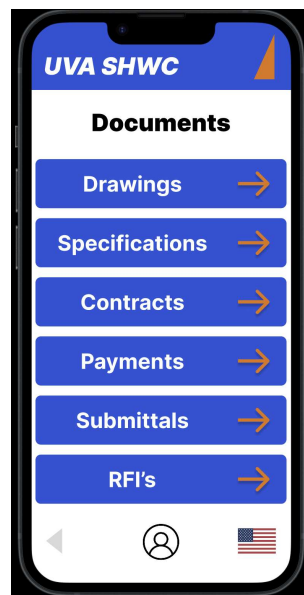 UVA SHWC
Documents
Drawings
Specifications
Contracts
Payments
Submittals
RFI's